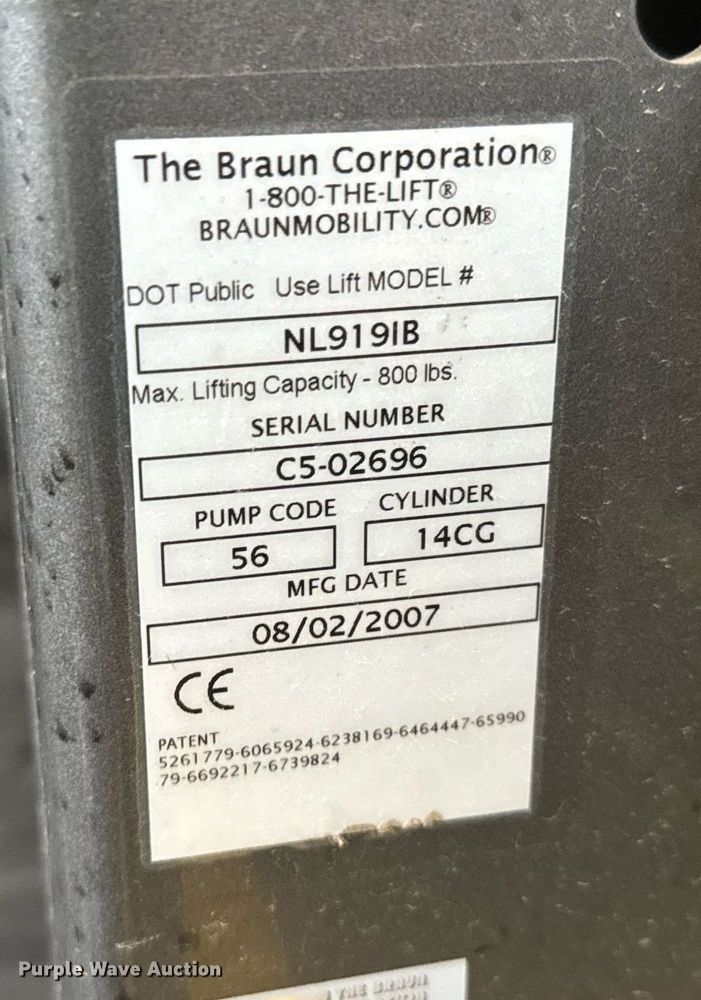 The Braun Corporation®
1-800-THE-LIFT®
BRAUNMOBILITY.COM®
DOT Public Use Lift MODEL #
NL919IB
Max. Lifting Capacity - 800 lbs.
SERIAL NUMBER
C5-02696
PUMP CODE CYLINDER
56 14CG
MFG DATE
08/02/2007
CE
PATENT
5261779-6065924-6238169-6464447-65990
79-6692217-6739824
THE BRAUN
Purple Wave Auction